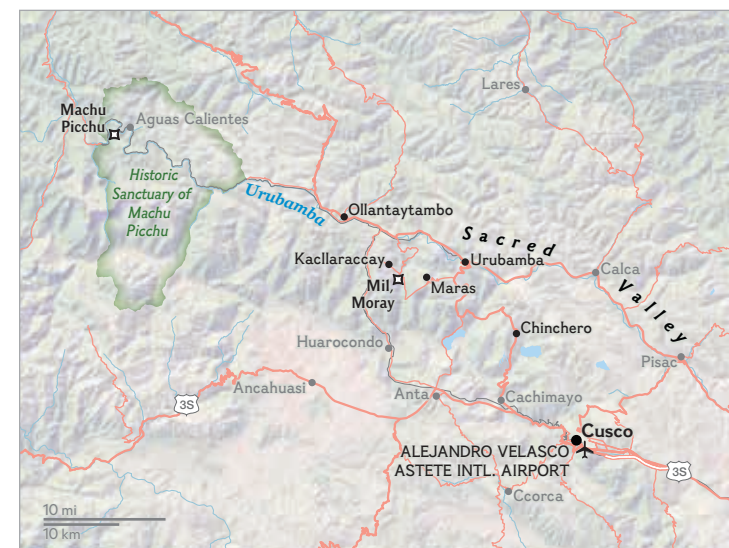 Lares
Machu
Picchu
Aguas Calientes
Historic
Sanctuary of
Machu
Picchu
Urubamba
Ollantaytambo
Sacred
Valley
Kacllaraccay
Urubamba
Calca
Mil,
Moray
Maras
Chinchero
Huarocondo
Pisac
Ancahuasi
3S
Anta
Cachimayo
Cusco
ALEJANDRO VELASCO
ASTETE INTL. AIRPORT
3S
Ccorca
10 mi
10 km